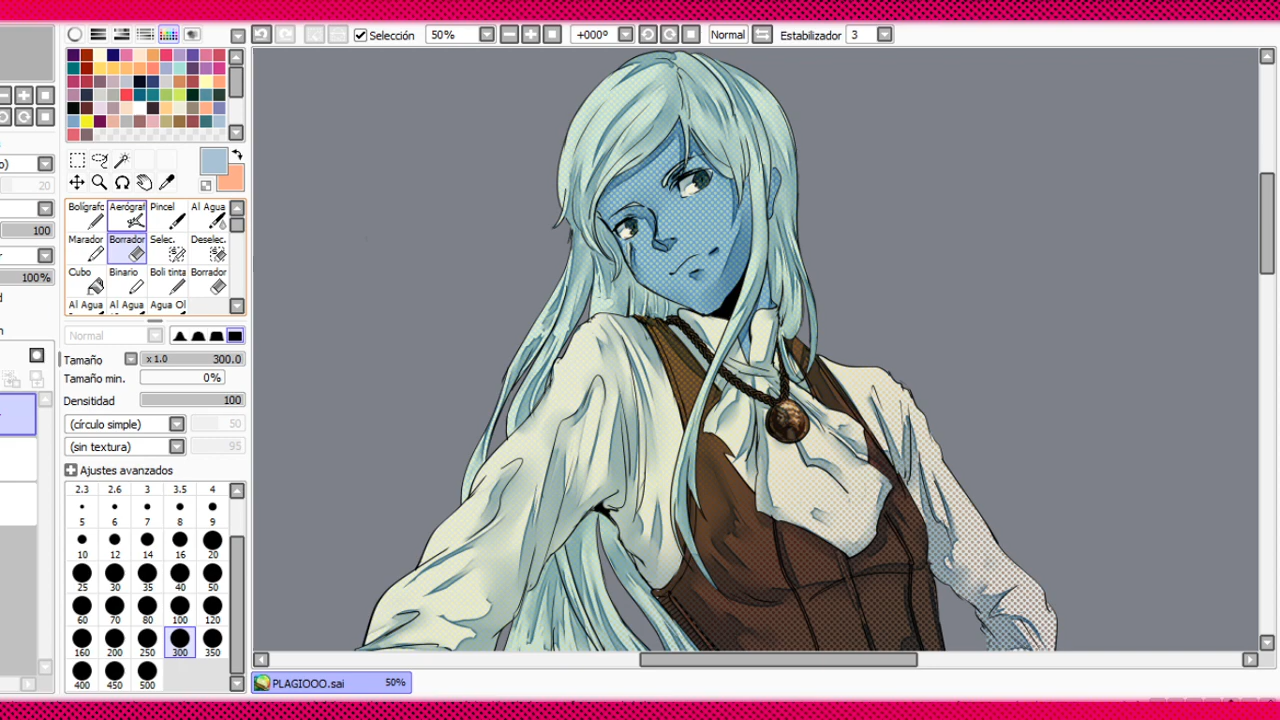 Selección 50% +000º Normal Estabilizador 3
o)
20
100
100%
Bolígrafo Aerógraf Pincel Al Agua
Marador Borrador Selec. Deselec.
Cubo Binario Boli tinta Borrador
Al Agua Al Agua Agua Ol
Normal
Tamaño x 1.0 300.0
Tamaño min. 0%
Densitidad 100
(círculo simple) 50
(sin textura) 95
Ajustes avanzados
2.3 2.6 3 3.5 4
5 6 7 8 9
10 12 14 16 20
25 30 35 40 50
60 70 80 100 120
160 200 250 300 350
400 450 500
PLAGIOOO.sai 50%